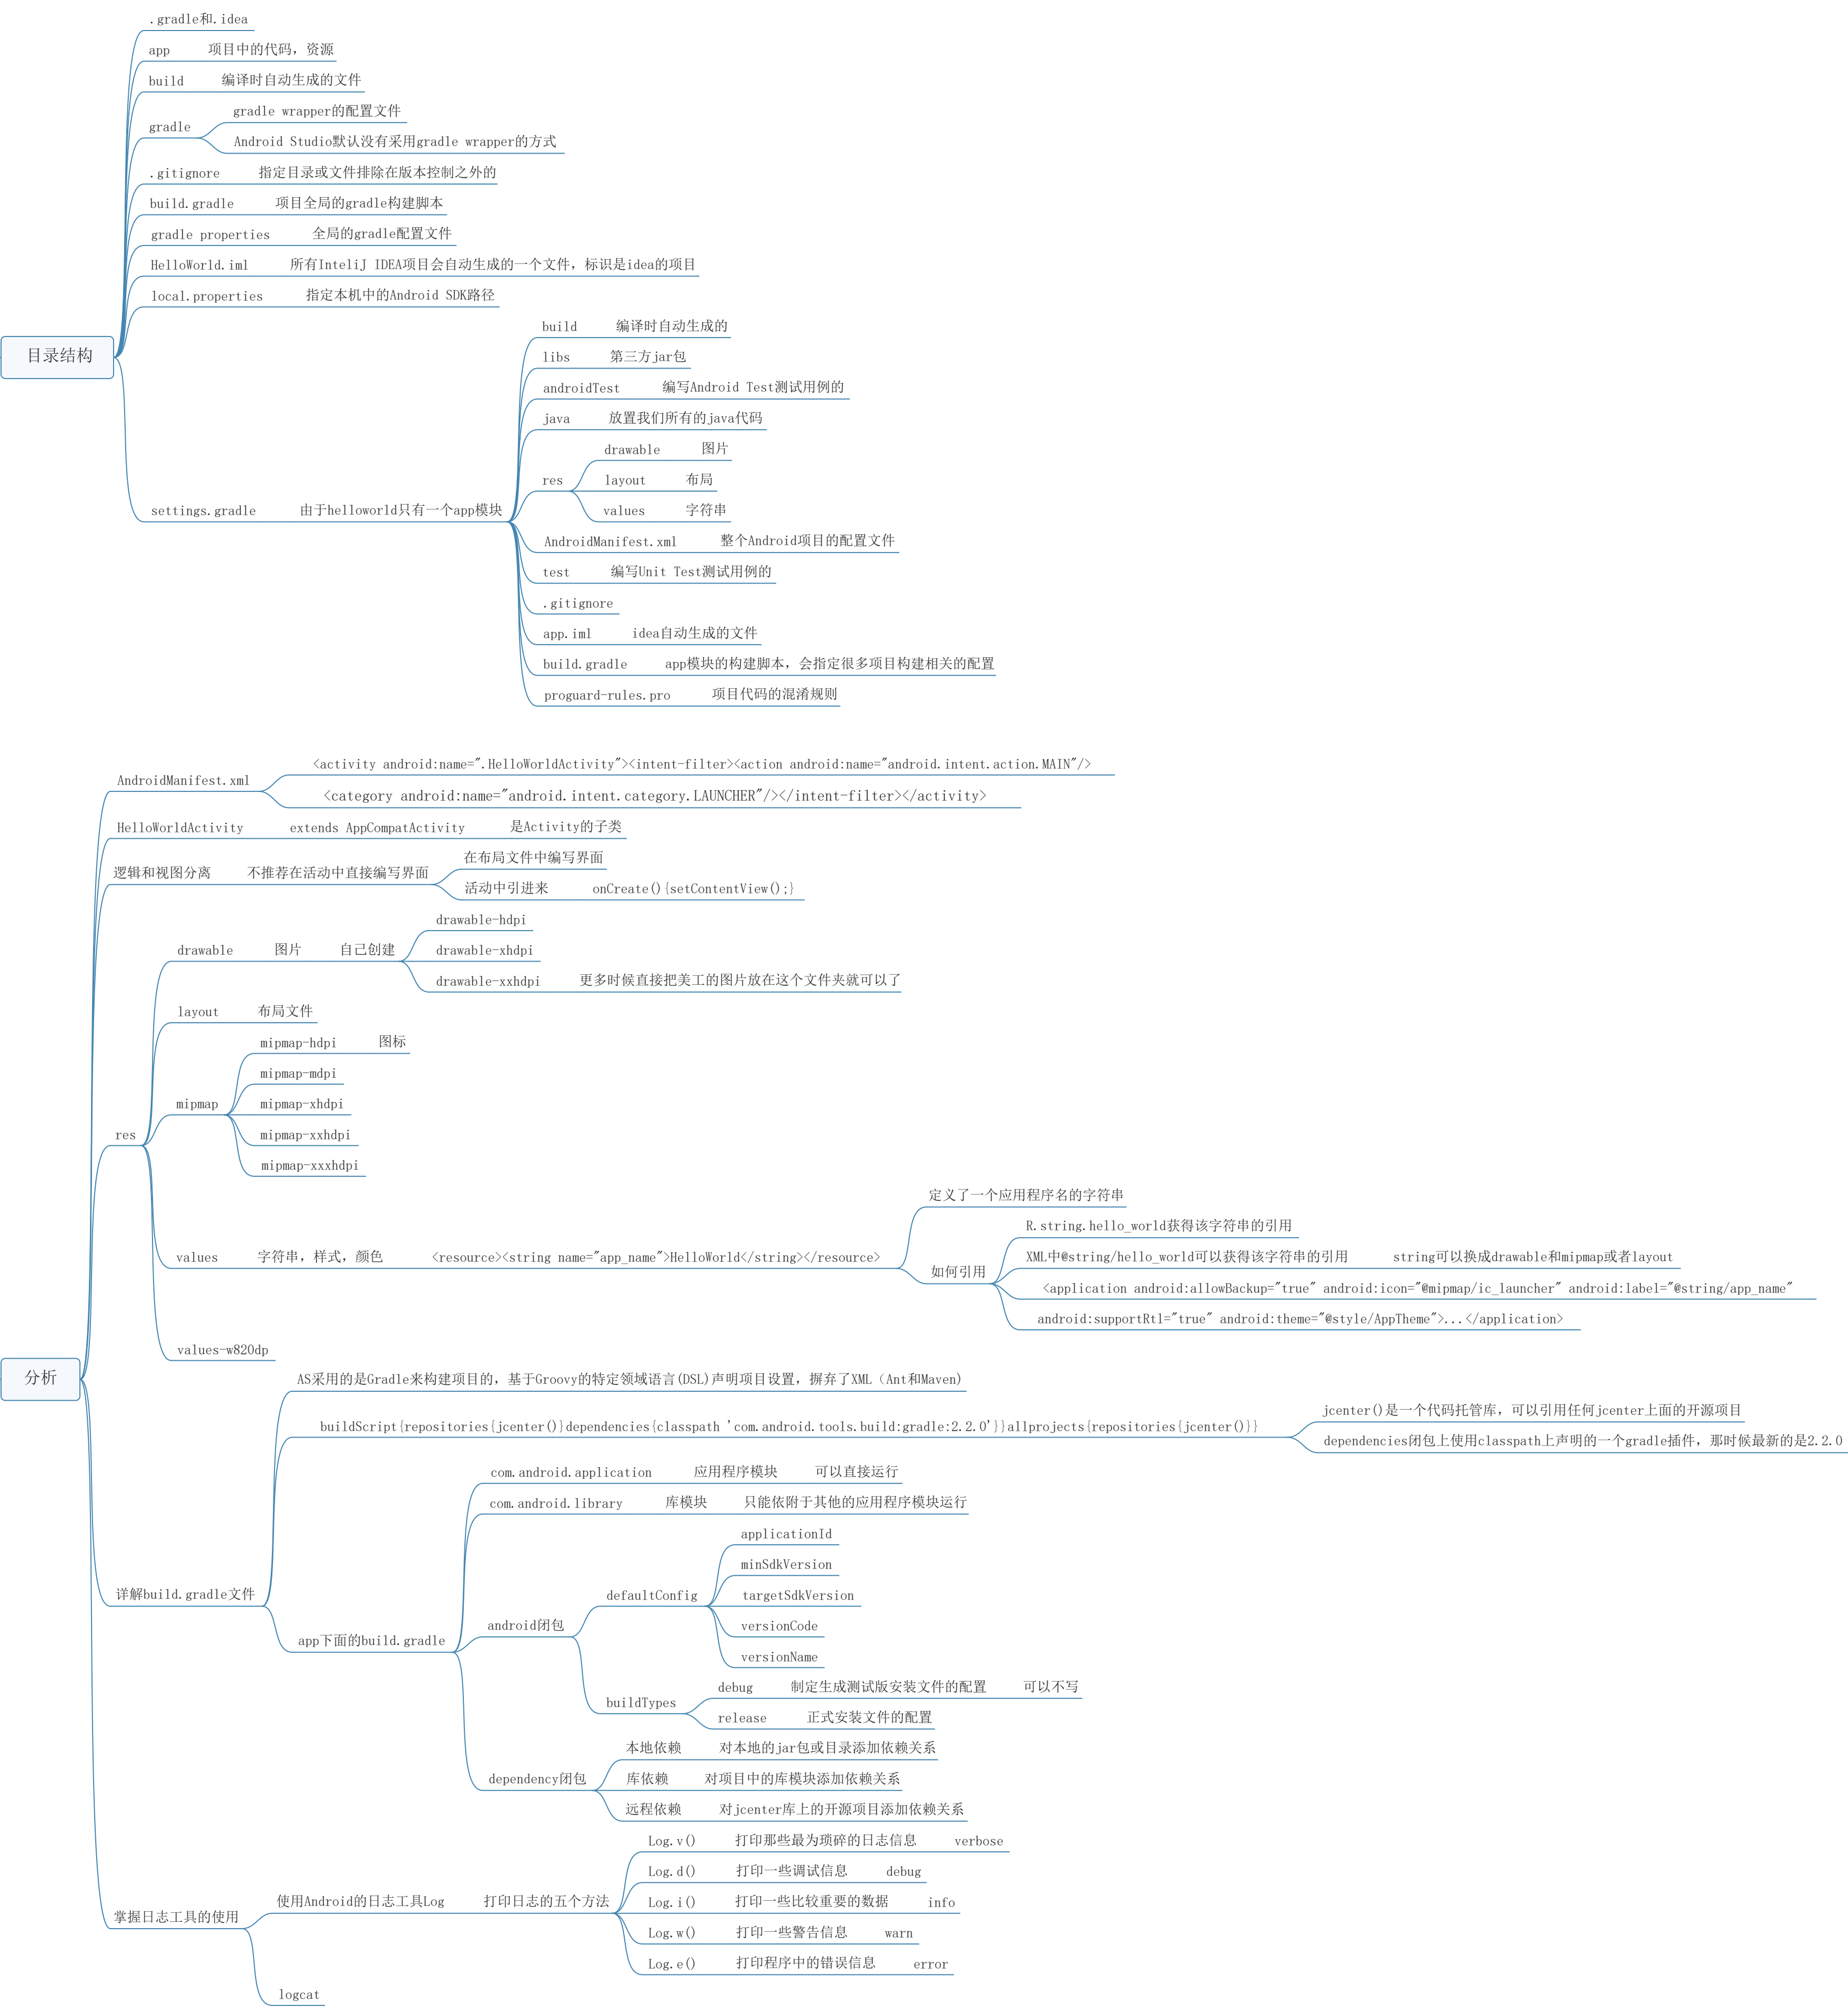 .gradle和.idea
app 项目中的代码，资源
build 编译时自动生成的文件
gradle
gradle wrapper的配置文件
Android Studio默认没有采用gradle wrapper的方式
.gitignore 指定目录或文件排除在版本控制之外的
build.gradle 项目全局的gradle构建脚本
gradle properties 全局的gradle配置文件
HelloWorld.iml 所有InteliJ IDEA项目会自动生成的一个文件，标识是idea的项目
local.properties 指定本机中的Android SDK路径
目录结构
settings.gradle 由于helloworld只有一个app模块
build 编译时自动生成的
libs 第三方jar包
androidTest 编写Android Test测试用例的
java 放置我们所有的java代码
res
drawable 图片
layout 布局
values 字符串
AndroidManifest.xml 整个Android项目的配置文件
test 编写Unit Test测试用例的
.gitignore
app.iml idea自动生成的文件
build.gradle app模块的构建脚本，会指定很多项目构建相关的配置
proguard-rules.pro 项目代码的混淆规则
分析
AndroidManifest.xml
<activity android:name=".HelloWorldActivity"><intent-filter><action android:name="android.intent.action.MAIN"/>
<category android:name="android.intent.category.LAUNCHER"/></intent-filter></activity>
HelloWorldActivity extends AppCompatActivity 是Activity的子类
逻辑和视图分离 不推荐在活动中直接编写界面
在布局文件中编写界面
活动中引进来 onCreate(){setContentView();}
res
drawable 图片 自己创建
drawable-hdpi
drawable-xhdpi
drawable-xxhdpi 更多时候直接把美工的图片放在这个文件夹就可以了
layout 布局文件
mipmap
mipmap-hdpi 图标
mipmap-mdpi
mipmap-xhdpi
mipmap-xxhdpi
mipmap-xxxhdpi
values 字符串，样式，颜色 <resource><string name="app_name">HelloWorld</string></resource>
定义了一个应用程序名的字符串
如何引用
R.string.hello_world获得该字符串的引用
XML中@string/hello_world可以获得该字符串的引用 string可以换成drawable和mipmap或者layout
<application android:allowBackup="true" android:icon="@mipmap/ic_launcher" android:label="@string/app_name"
android:supportRtl="true" android:theme="@style/AppTheme">...</application>
values-w820dp
详解build.gradle文件
AS采用的是Gradle来构建项目的，基于Groovy的特定领域语言(DSL)声明项目设置，摒弃了XML（Ant和Maven)
buildScript{repositories{jcenter()}dependencies{classpath 'com.android.tools.build:gradle:2.2.0'}}allprojects{repositories{jcenter()}}
jcenter()是一个代码托管库，可以引用任何jcenter上面的开源项目
dependencies闭包上使用classpath上声明的一个gradle插件，那时候最新的是2.2.0
app下面的build.gradle
com.android.application 应用程序模块 可以直接运行
com.android.library 库模块 只能依附于其他的应用程序模块运行
android闭包
defaultConfig
applicationId
minSdkVersion
targetSdkVersion
versionCode
versionName
buildTypes
debug 制定生成测试版安装文件的配置 可以不写
release 正式安装文件的配置
dependency闭包
本地依赖 对本地的jar包或目录添加依赖关系
库依赖 对项目中的库模块添加依赖关系
远程依赖 对jcenter库上的开源项目添加依赖关系
掌握日志工具的使用
使用Android的日志工具Log 打印日志的五个方法
Log.v() 打印那些最为琐碎的日志信息 verbose
Log.d() 打印一些调试信息 debug
Log.i() 打印一些比较重要的数据 info
Log.w() 打印一些警告信息 warn
Log.e() 打印程序中的错误信息 error
logcat